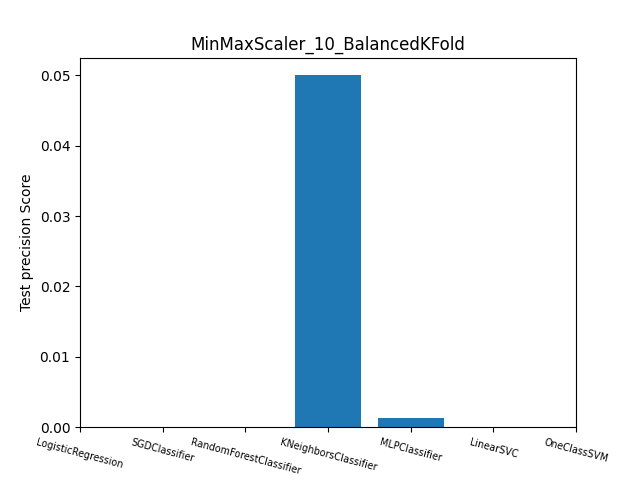 MinMaxScaler_10_BalancedKFold
Test precision Score
0.05
0.04
0.03
0.02
0.01
0.00
LogisticRegression
SGDClassifier
RandomForestClassifier
KNeighborsClassifier
MLPClassifier
LinearSVC
OneClassSVM